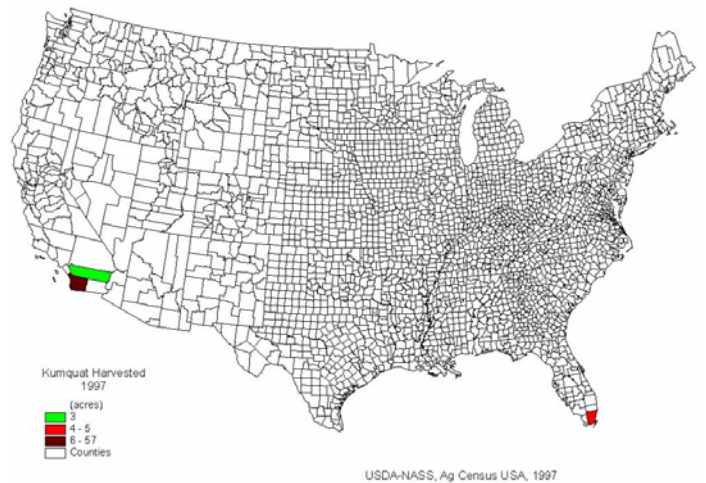 Kumquat Harvested
1997
(acres)
3
4 - 5
6 - 57
Counties
USDA-NASS, Ag Census USA, 1997